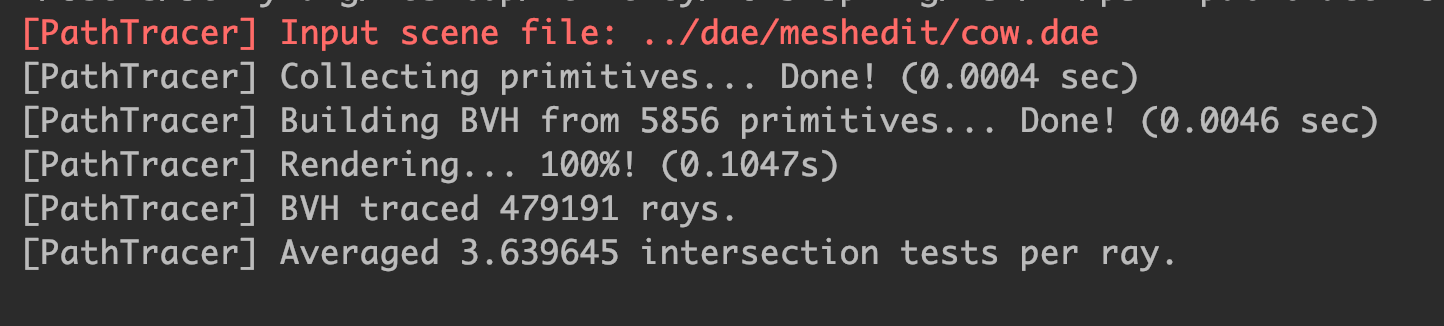 [PathTracer] Input scene file: ../dae/meshedit/cow.dae
[PathTracer] Collecting primitives... Done! (0.0004 sec)
[PathTracer] Building BVH from 5856 primitives... Done! (0.0046 sec)
[PathTracer] Rendering... 100%! (0.1047s)
[PathTracer] BVH traced 479191 rays.
[PathTracer] Averaged 3.639645 intersection tests per ray.